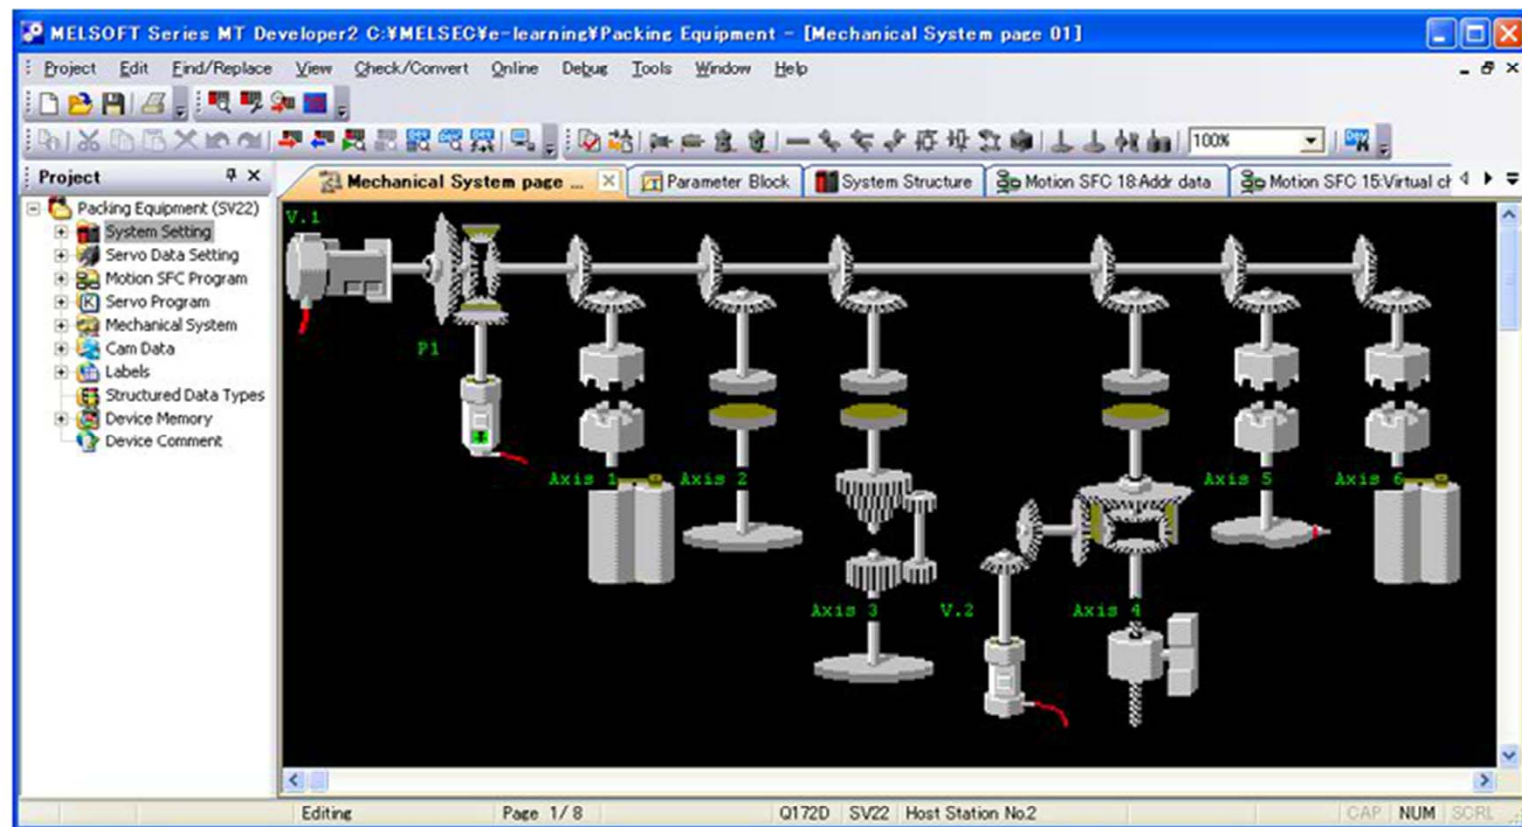 MELSOFT Series MT Developer2 C:¥MELSEC¥e-learning¥Packing Equipment - [Mechanical System page 01]
Project Edit Find/Replace View Check/Convert Online Debug Tools Window Help
100%
Project
Mechanical System page ... Parameter Block System Structure Motion SFC 18:Addr data Motion SFC 15:Virtual ch
Packing Equipment (SV22)
System Setting
Servo Data Setting
Motion SFC Program
Servo Program
Mechanical System
Cam Data
Labels
Structured Data Types
Device Memory
Device Comment
V.1
P1
Axis 1 Axis 2 Axis 5 Axis 6
Axis 3 V.2 Axis 4
Editing Page 1/8 Q172D SV22 Host Station No.2 CAP NUM SCRL